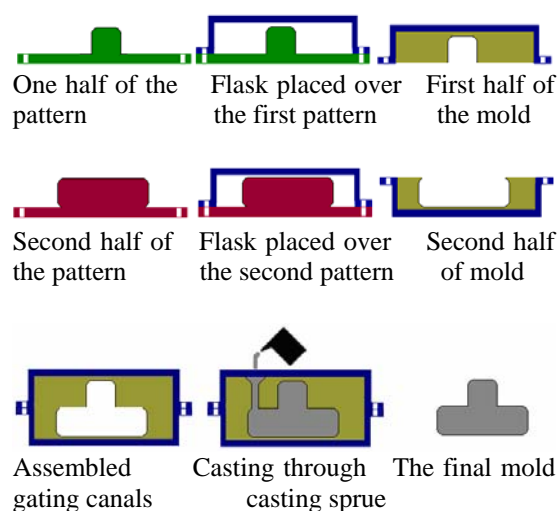 One half of the pattern
Flask placed over the first pattern
First half of the mold
Second half of the pattern
Flask placed over the second pattern
Second half of mold
Assembled gating canals
Casting through casting sprue
The final mold